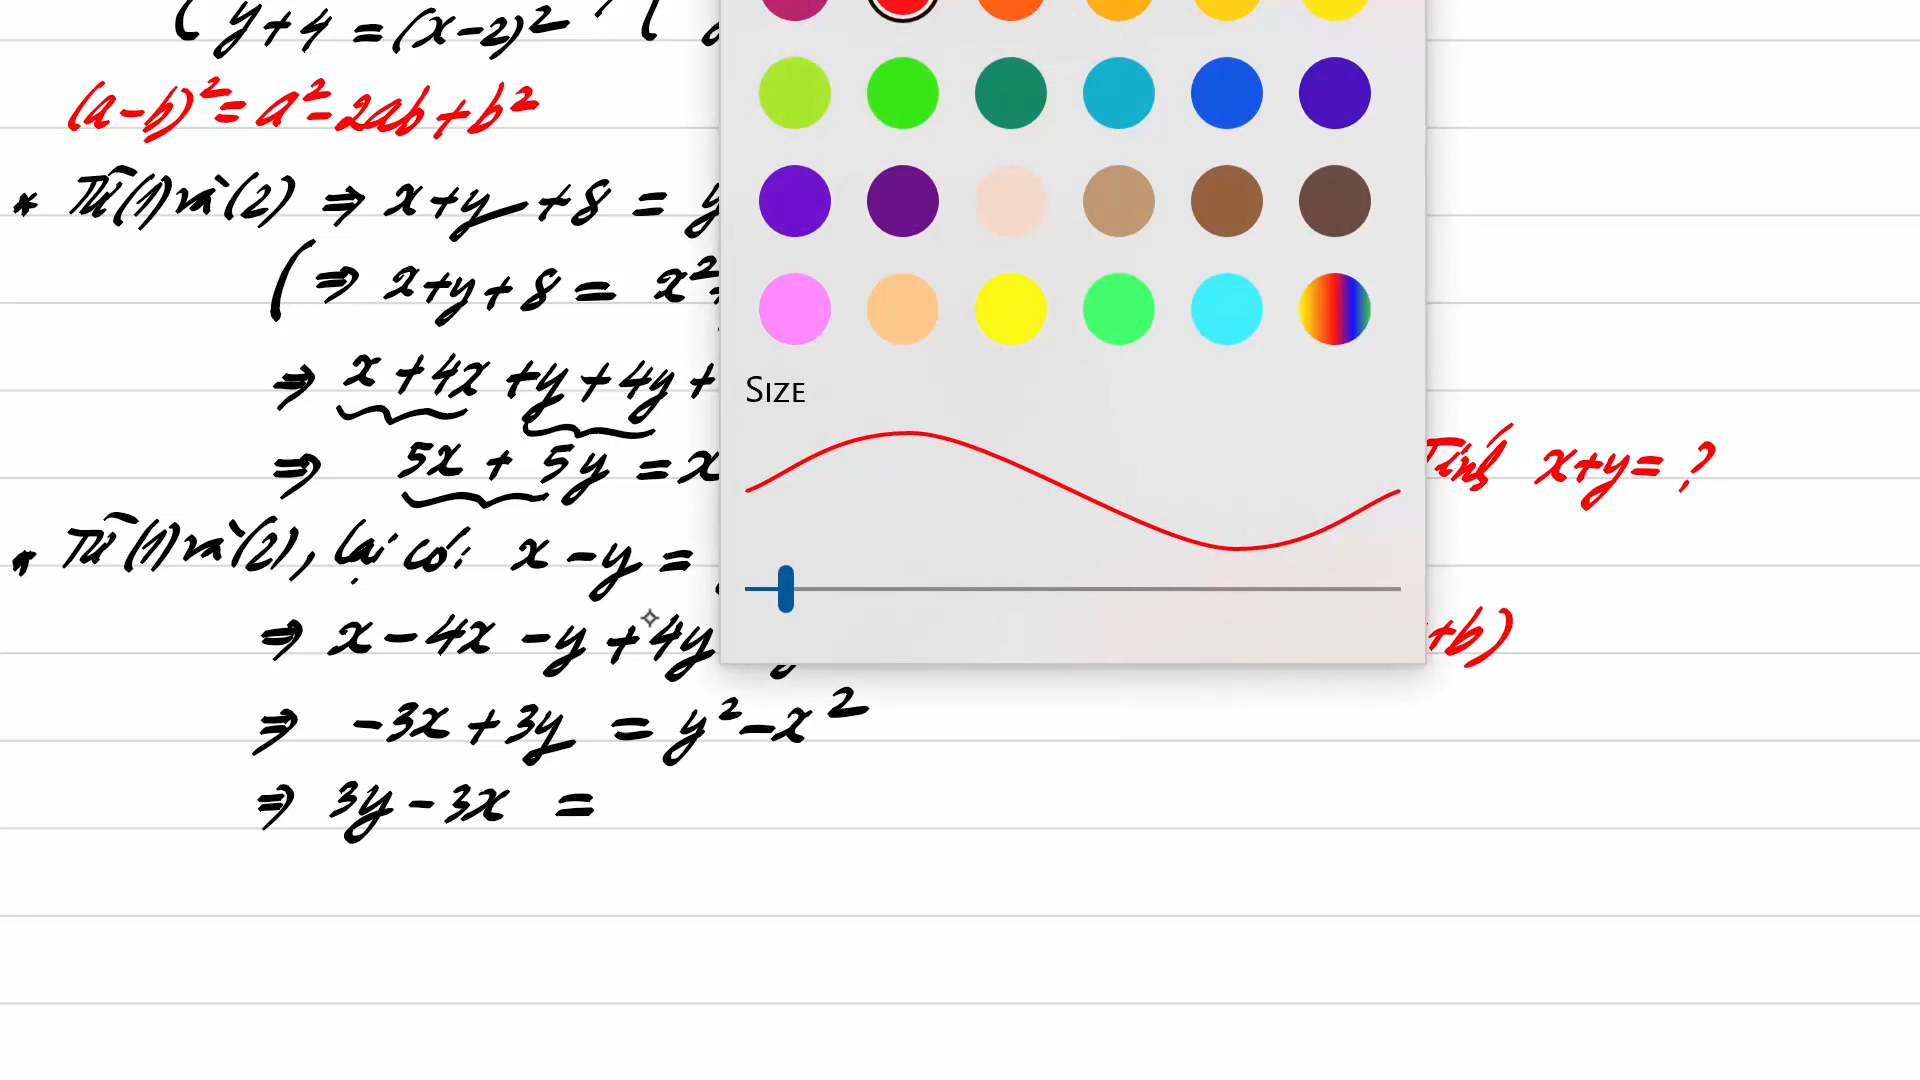 y+4 = (x-2)²
(a-b)² = a² - 2ab + b²
* Từ (1) và (2) ⇒ x+y+8 = y
(⇒ x+y+8 = x²
⇒ x+4x +y+4y+
⇒ 5x + 5y = x
* Từ (1) và (2), lại có: x-y =
⇒ x-4x -y+4y
⇒ -3x+3y = y²-x²
⇒ 3y-3x =
SIZE
Tính x+y= ?
+b)